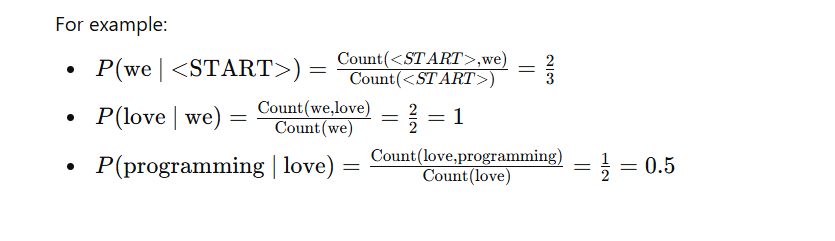 For example:
• P(we | <START>) = Count(<START>,we) / Count(<START>) = 2/3
• P(love | we) = Count(we,love) / Count(we) = 2/2 = 1
• P(programming | love) = Count(love,programming) / Count(love) = 1/2 = 0.5